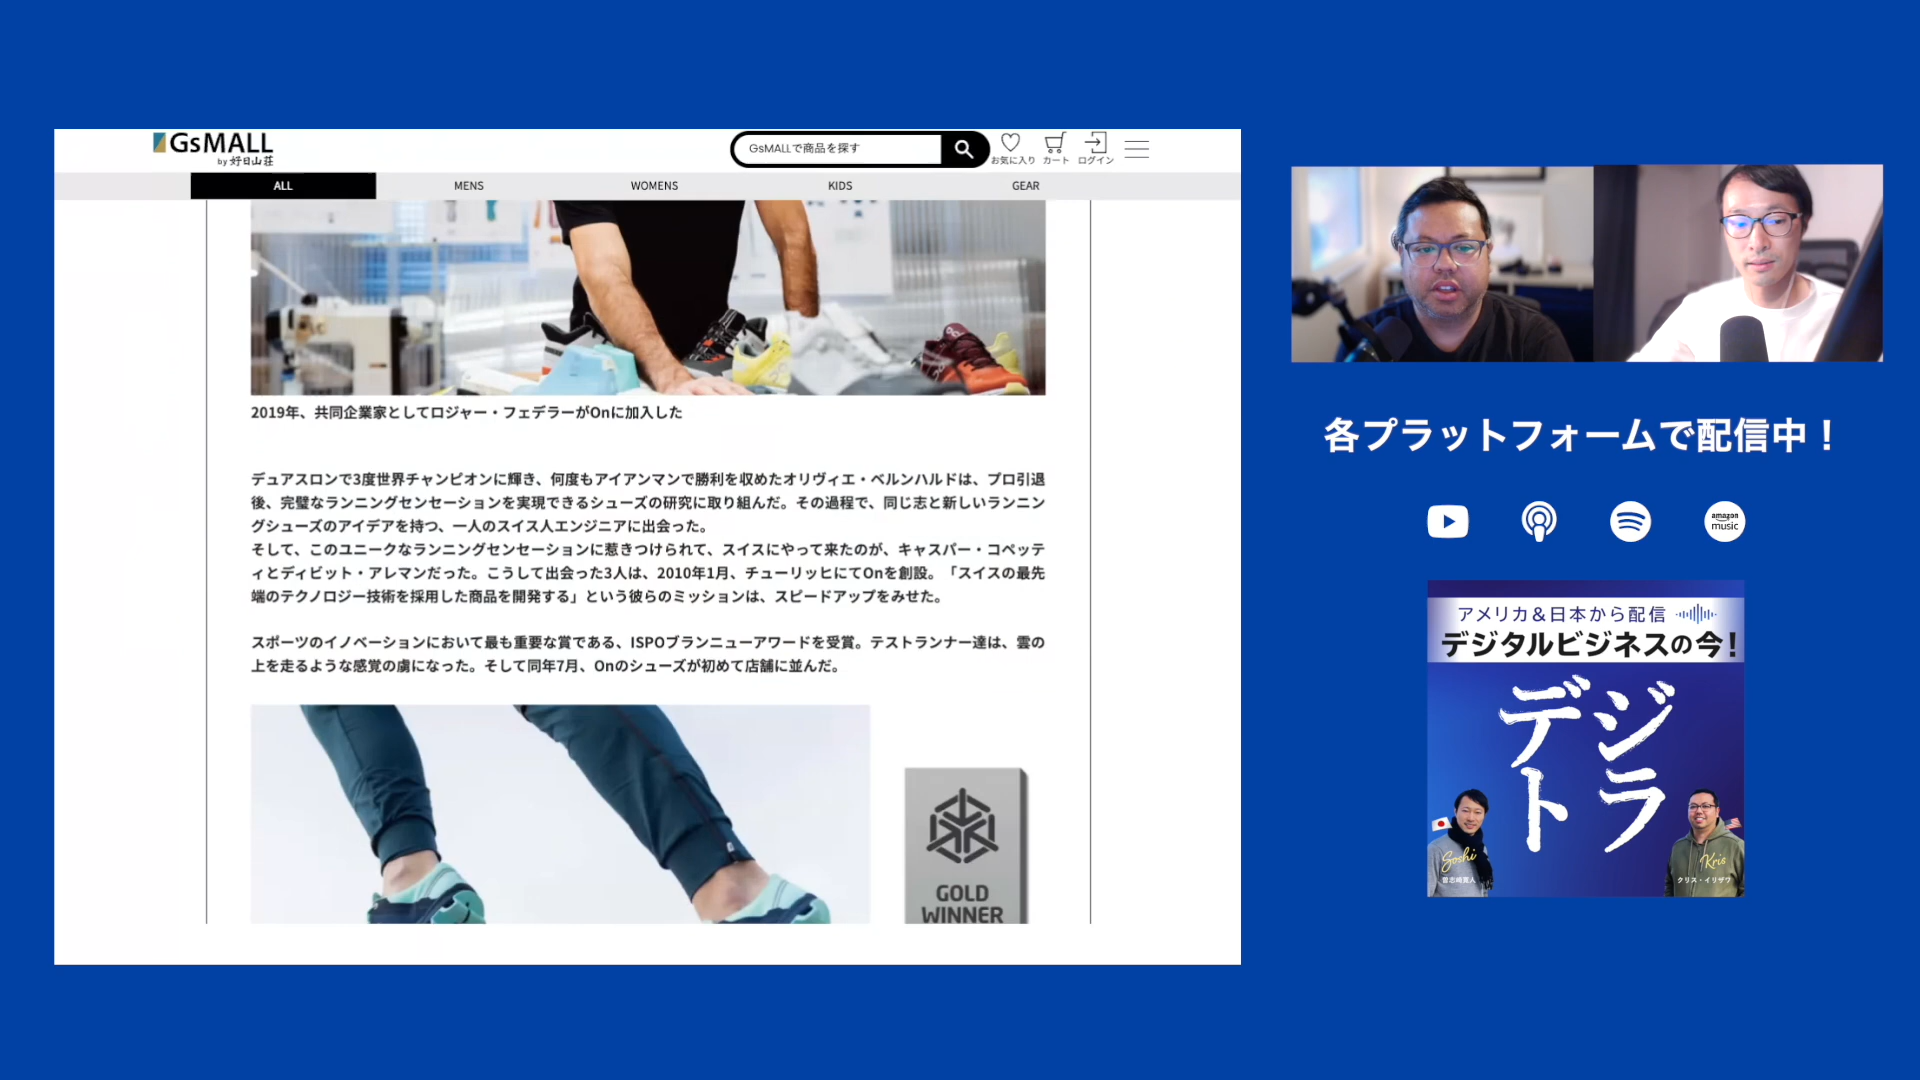 GsMALL
by 好日山荘
GsMALLで商品を探す
お気に入り カート ログイン
ALL MENS WOMENS KIDS GEAR
2019年、共同企業家としてロジャー・フェデラーがOnに加入した
デュアスロンで3度世界チャンピオンに輝き、何度もアイアンマンで勝利を収めたオリヴィエ・ベルンハルドは、プロ引退
後、完璧なランニングセンセーションを実現できるシューズの研究に取り組んだ。その過程で、同じ志と新しいランニン
グシューズのアイデアを持つ、一人のスイス人エンジニアに出会った。
そして、このユニークなランニングセンセーションに惹きつけられて、スイスにやって来たのが、キャスパー・コペッテ
ィとディビット・アレマンだった。こうして出会った3人は、2010年1月、チューリッヒにてOnを創設。「スイスの最先
端のテクノロジー技術を採用した商品を開発する」という彼らのミッションは、スピードアップをみせた。
スポーツのイノベーションにおいて最も重要な賞である、ISPOブランニューアワードを受賞。テストランナー達は、雲の
上を走るような感覚の虜になった。そして同年7月、Onのシューズが初めて店舗に並んだ。
GOLD
WINNER
各プラットフォームで配信中！
amazon
music
アメリカ＆日本から配信
デジタルビジネスの今！
デジ
トラ
Soshi
曾志崎寛人
Kris
クリス・イリザワ